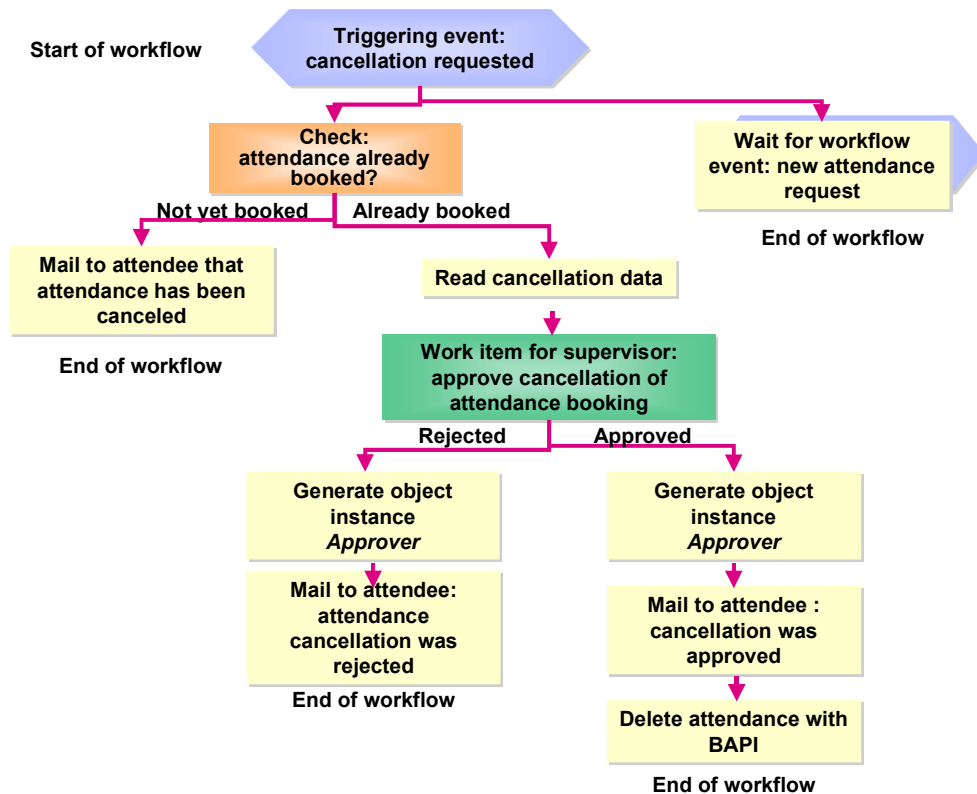 Start of workflow
Triggering event:
cancellation requested
Check:
attendance already
booked?
Wait for workflow
event: new attendance
request
End of workflow
Not yet booked
Already booked
Mail to attendee that
attendance has been
canceled
End of workflow
Read cancellation data
Work item for supervisor:
approve cancellation of
attendance booking
Rejected
Approved
Generate object
instance
Approver
Mail to attendee:
attendance
cancellation was
rejected
End of workflow
Generate object
instance
Approver
Mail to attendee :
cancellation was
approved
Delete attendance with
BAPI
End of workflow